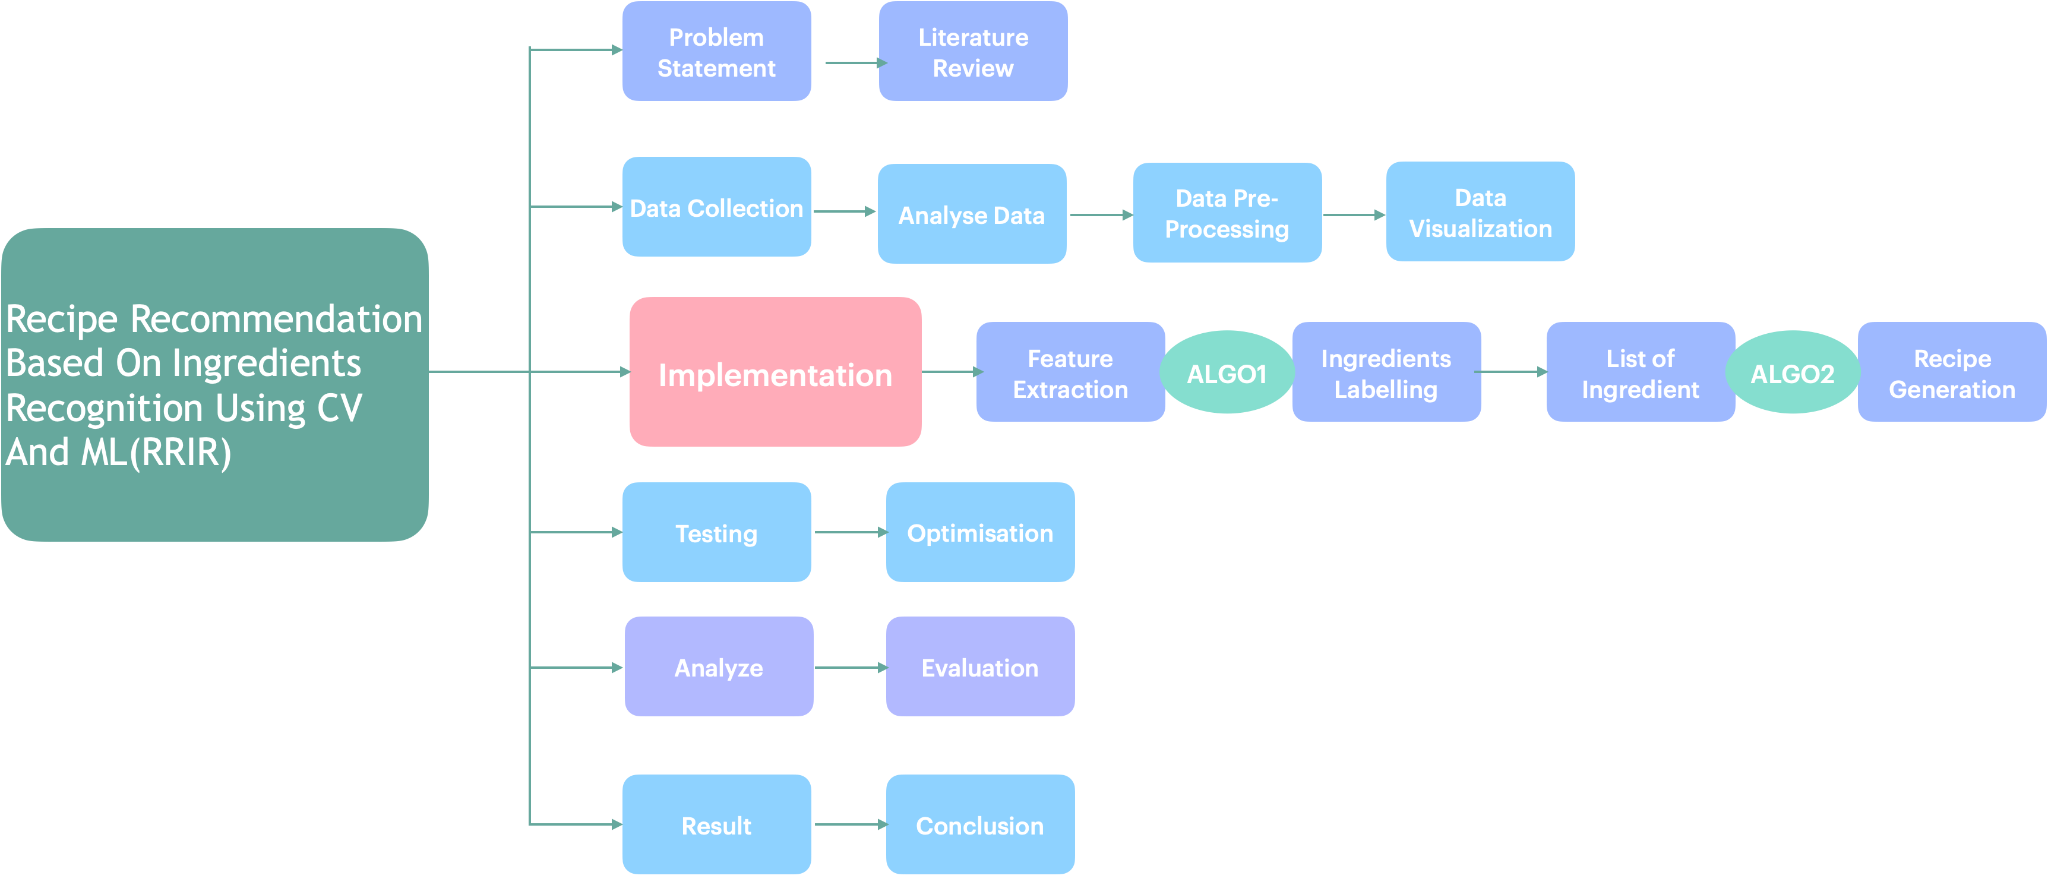 Problem
Statement
Literature
Review
Data Collection
Analyse Data
Data Pre-
Processing
Data
Visualization
Recipe Recommendation
Based On Ingredients
Recognition Using CV
And ML(RRIR)
Implementation
Feature
Extraction
ALGO1
Ingredients
Labelling
List of
Ingredient
ALGO2
Recipe
Generation
Testing
Optimisation
Analyze
Evaluation
Result
Conclusion